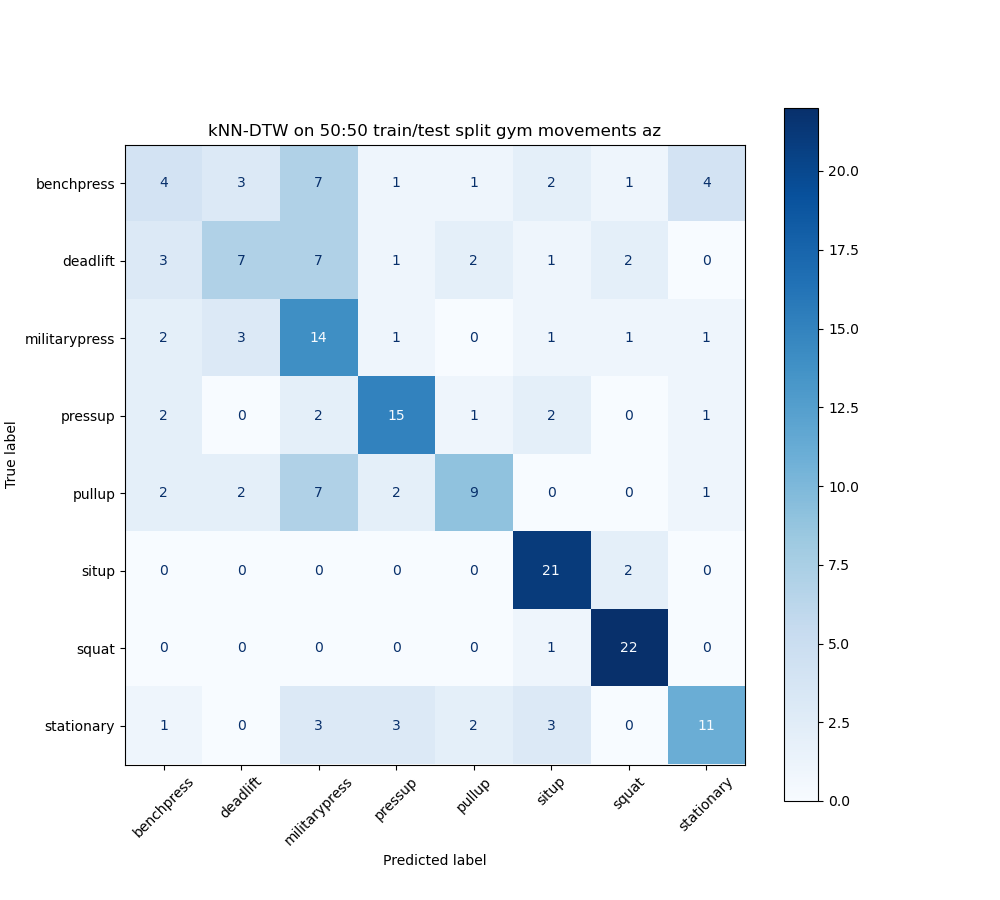 kNN-DTW on 50:50 train/test split gym movements az
benchpress 4 3 7 1 1 2 1 4
deadlift 3 7 7 1 2 1 2 0
militarypress 2 3 14 1 0 1 1 1
pressup 2 0 2 15 1 2 0 1
pullup 2 2 7 2 9 0 0 1
situp 0 0 0 0 0 21 2 0
squat 0 0 0 0 0 1 22 0
stationary 1 0 3 3 2 3 0 11
True label
benchpress deadlift militarypress pressup pullup situp squat stationary
Predicted label
20.0
17.5
15.0
12.5
10.0
7.5
5.0
2.5
0.0